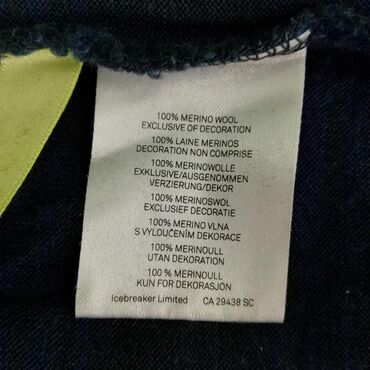 100% MERINO WOOL
EXCLUSIVE OF DECORATION
100% LAINE MERINOS
DECORATION NON COMPRISE
100% MERINOWOLLE
EXKLUSIVE/AUSGENOMMEN
VERZIERUNG/DEKOR
100% MERINOSWOL
EXCLUSIEF DECORATIE
100% MERINO VLNA
S VYLOUČENÍM DEKORACE
100% MERINOULL
UTAN DEKORATION
100% MERINOULL
KUN FOR DEKORASJON
Icebreaker Limited CA 29438 SC